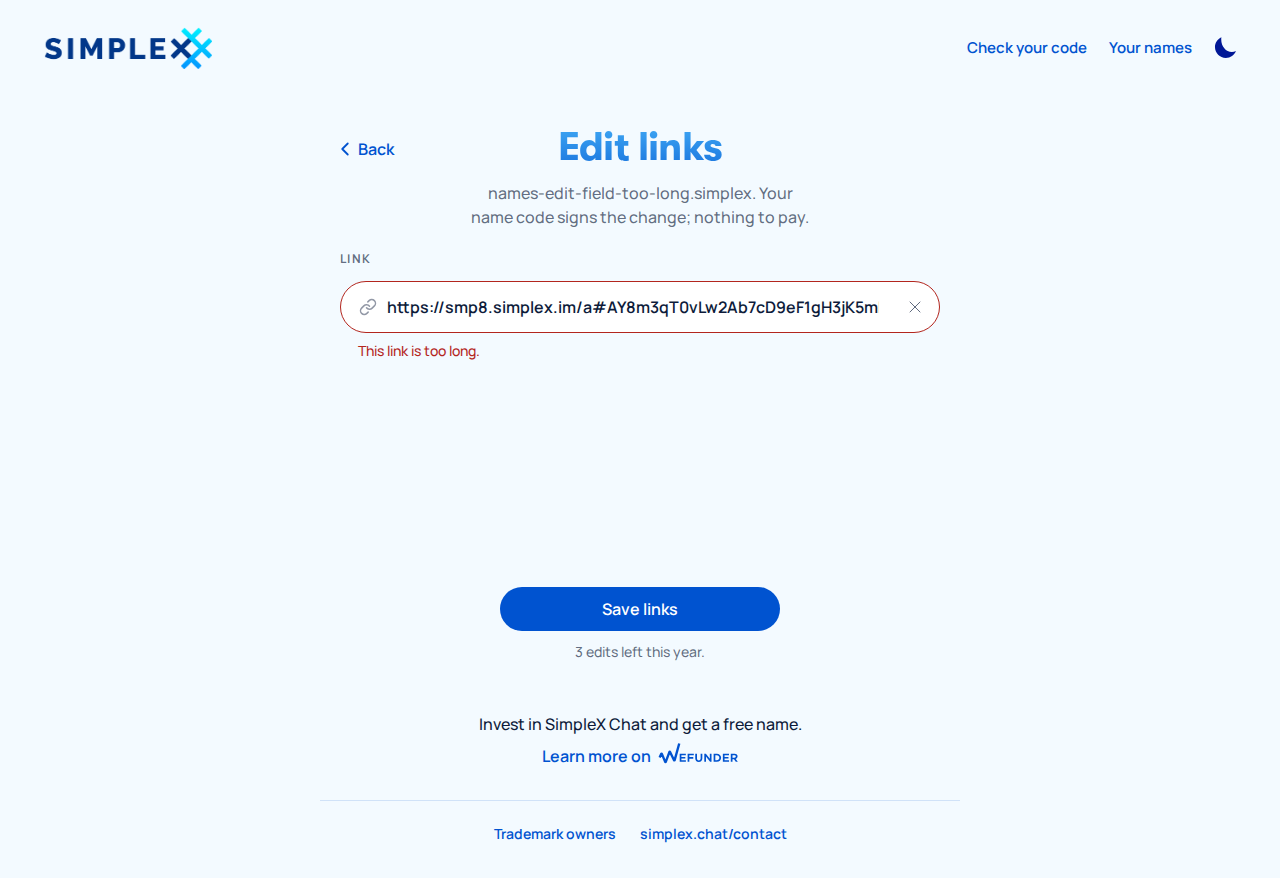 SIMPLEX
Check your code
Your names
Back
Edit links
names-edit-field-too-long.simplex. Your
name code signs the change; nothing to pay.
LINK
https://smp8.simplex.im/a#AY8m3qT0vLw2Ab7cD9eF1gH3jK5m
This link is too long.
Save links
3 edits left this year.
Invest in SimpleX Chat and get a free name.
Learn more on WEFUNDER
Trademark owners
simplex.chat/contact